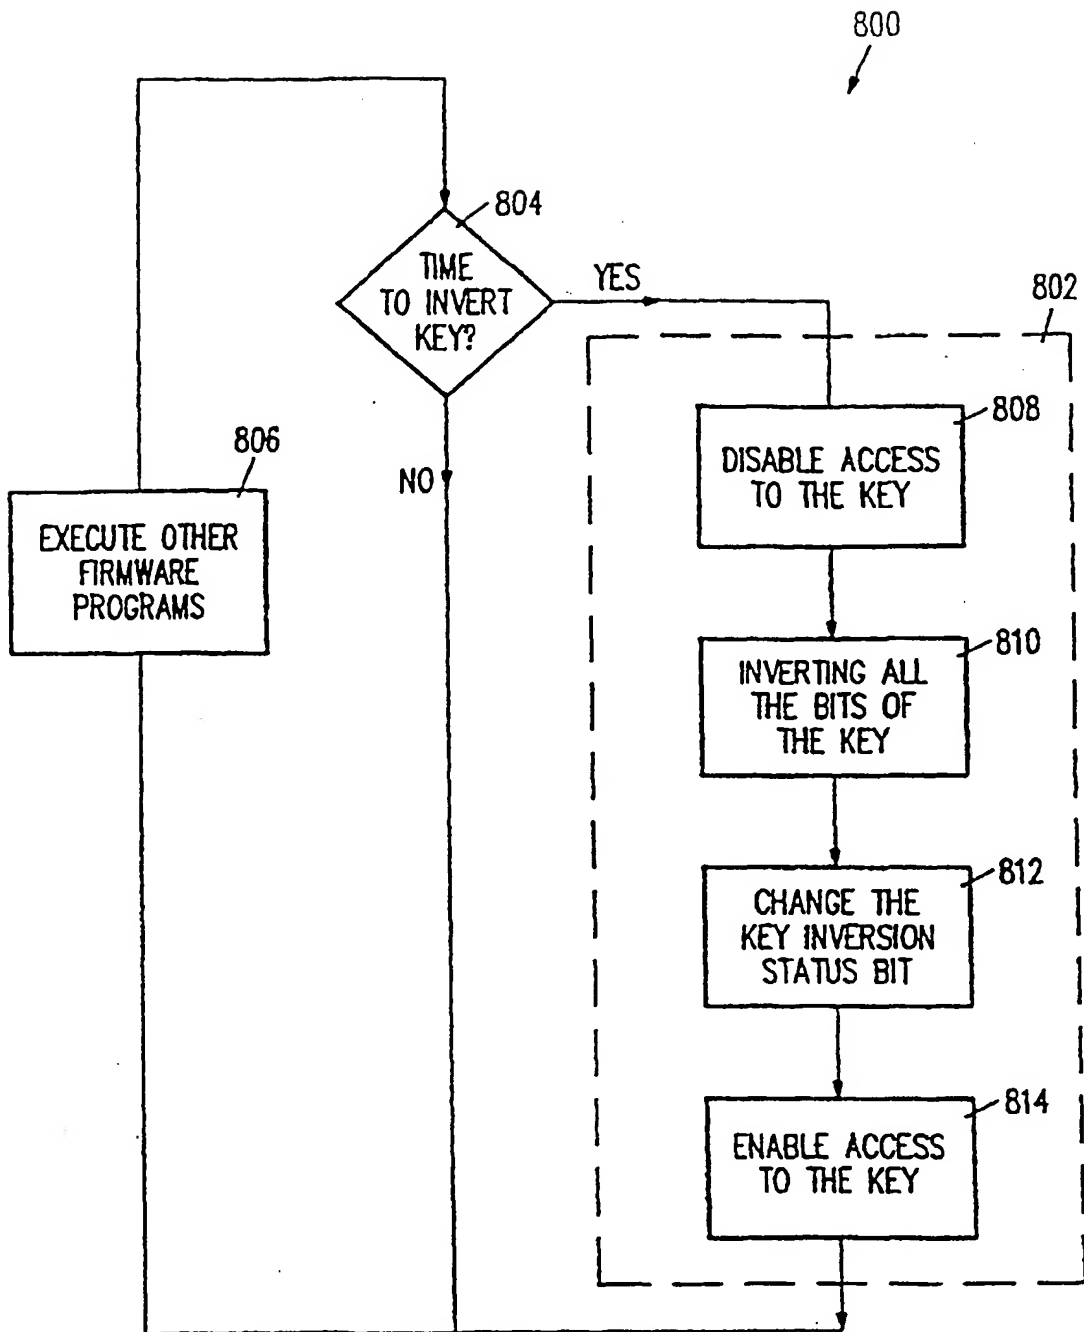 800
804
TIME
TO INVERT
KEY?
YES
802
808
DISABLE ACCESS
TO THE KEY
NO
806
EXECUTE OTHER
FIRMWARE
PROGRAMS
810
INVERTING ALL
THE BITS OF
THE KEY
812
CHANGE THE
KEY INVERSION
STATUS BIT
814
ENABLE ACCESS
TO THE KEY